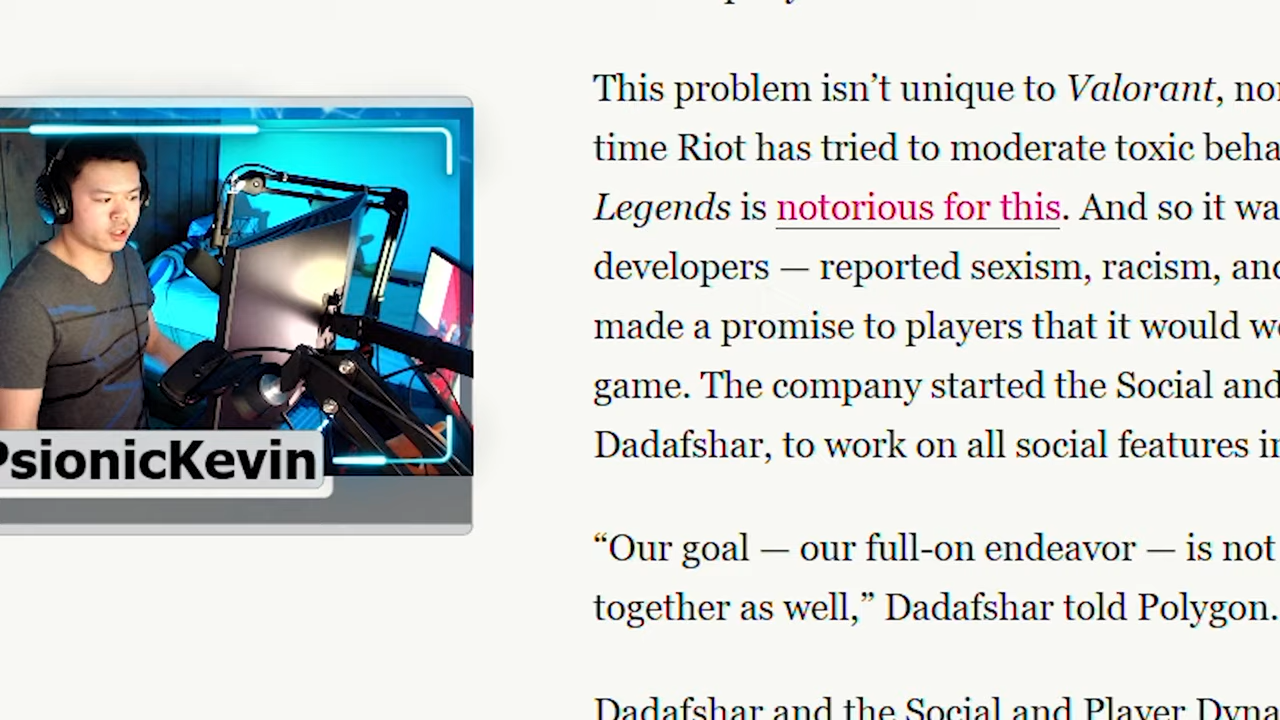 This problem isn’t unique to Valorant, nor
time Riot has tried to moderate toxic beha
Legends is notorious for this. And so it wa
developers — reported sexism, racism, and
made a promise to players that it would wo
game. The company started the Social and
Dadafshar, to work on all social features in
“Our goal — our full-on endeavor — is not
together as well,” Dadafshar told Polygon.
Dadafshar and the Social and Player Dyna
PsionicKevin